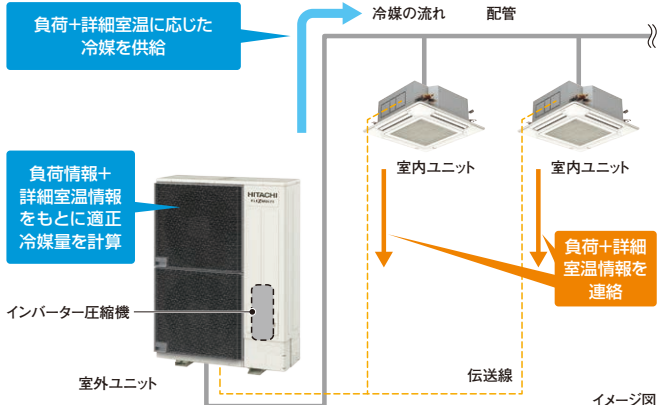 負荷+詳細室温に応じた
冷媒を供給
冷媒の流れ
配管
室内ユニット
室内ユニット
負荷情報+
詳細室温情報
をもとに適正
冷媒量を計算
HITACHI
負荷+詳細
室温情報を
連絡
インバーター圧縮機
伝送線
室外ユニット
イメージ図